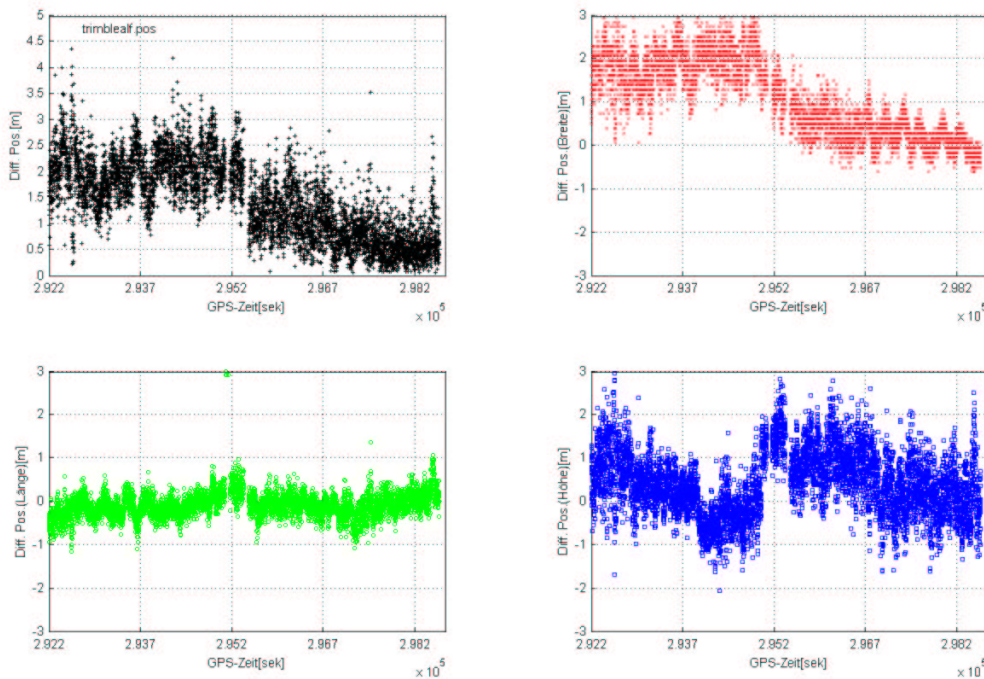 5
4.5
4
3.5
3
2.5
2
1.5
1
0.5
0
Diff. Pos.[m]
trimblealf.pos
2.922 2.937 2.952 2.967 2.982
GPS-Zeit[sek]
x 10^5
3
2
1
0
-1
-2
-3
Diff. Pos.(Breite)[m]
2.922 2.937 2.952 2.967 2.982
GPS-Zeit[sek]
x 10^5
3
2
1
0
-1
-2
-3
Diff. Pos.(Länge)[m]
2.922 2.937 2.952 2.967 2.982
GPS-Zeit[sek]
x 10^5
3
2
1
0
-1
-2
-3
Diff. Pos.(Höhe)[m]
2.922 2.937 2.952 2.967 2.982
GPS-Zeit[sek]
x 10^5